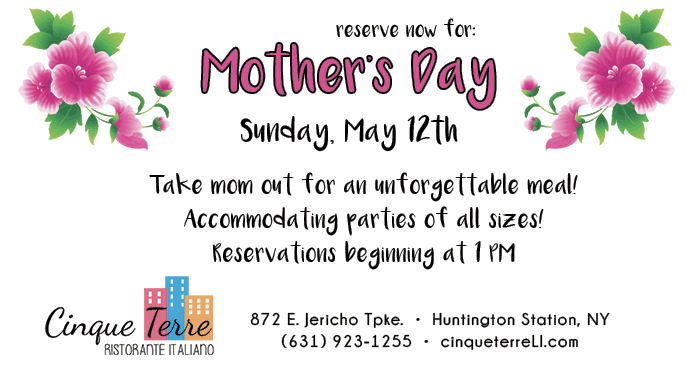 reserve now for:
Mother's Day
Sunday, May 12th
Take mom out for an unforgettable meal!
Accommodating parties of all sizes!
Reservations beginning at 1 PM
Cinque Terre
RISTORANTE ITALIANO
872 E. Jericho Tpke. • Huntington Station, NY
(631) 923-1255 • cinqueterreLI.com